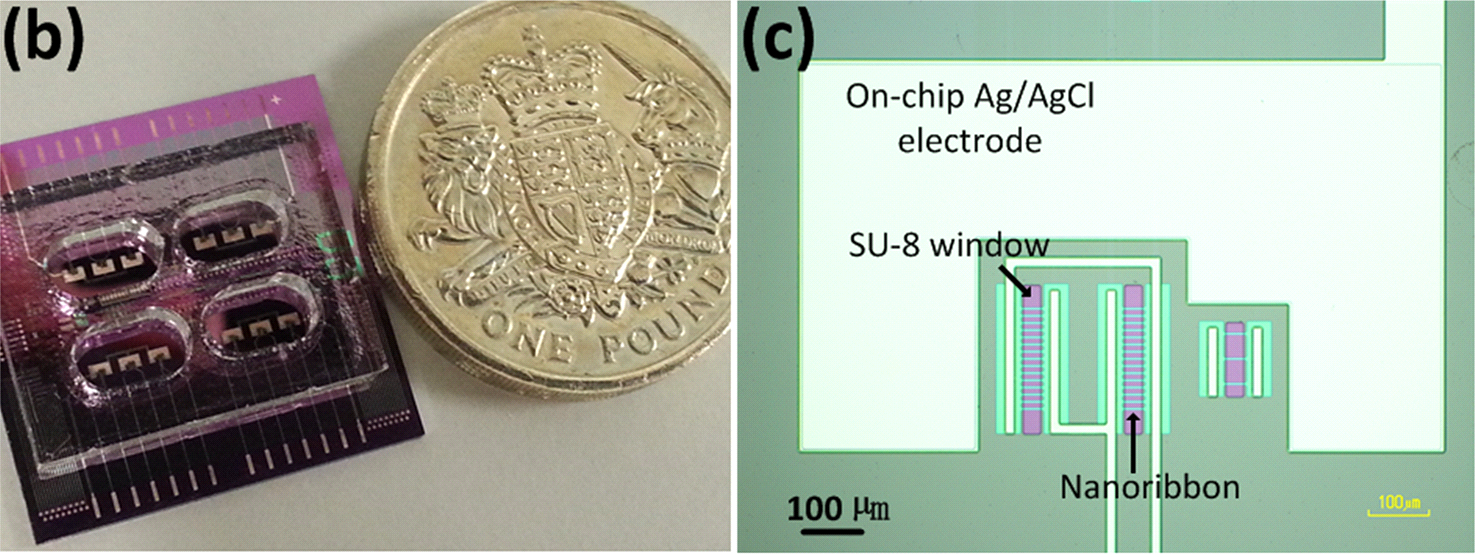 (b)
ONE POUND
(c)
On-chip Ag/AgCl
electrode
SU-8 window
Nanoribbon
100 μm
100μm